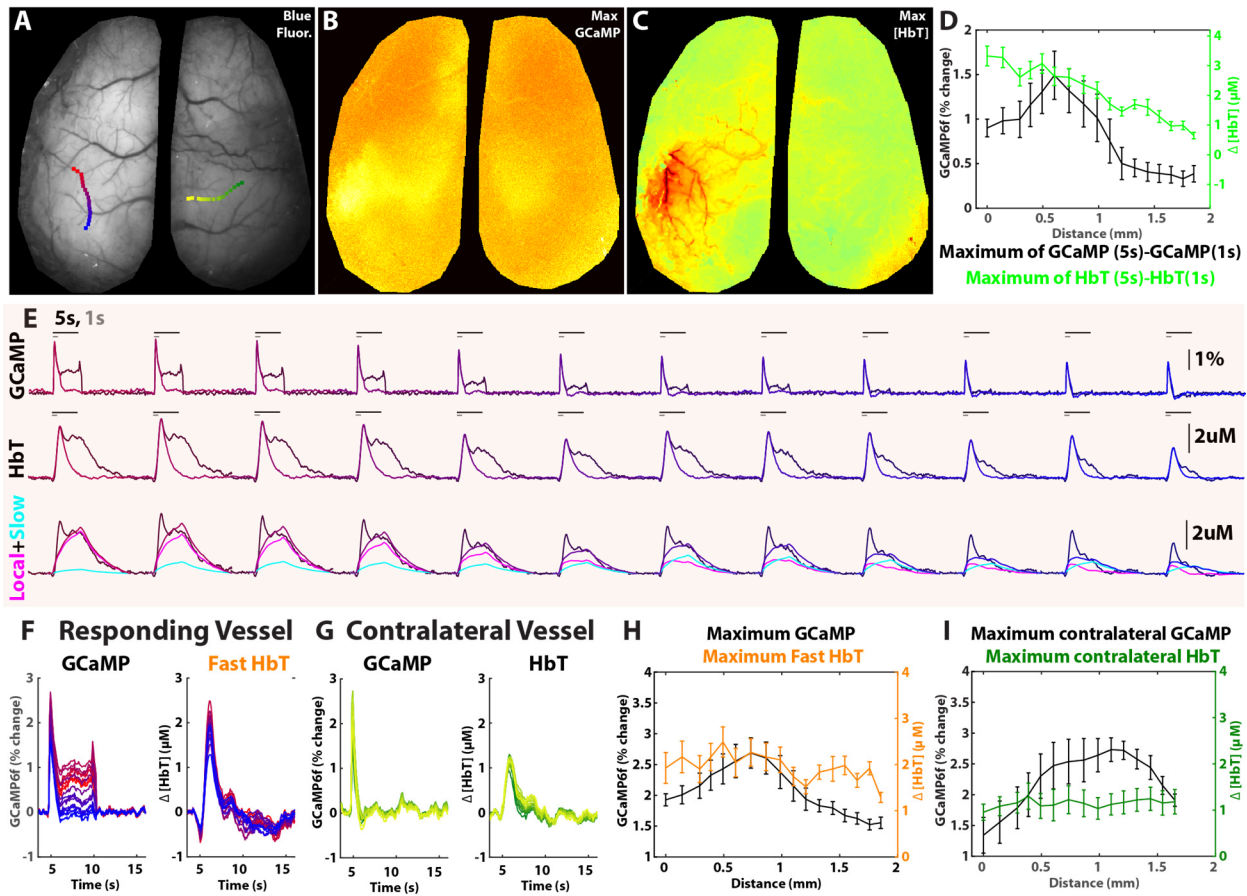 A
Blue
Fluor.
B
Max
GCaMP
C
Max
[HbT]
D
GCaMP6f (% change)
2
1.5
1
0.5
0
0
0.5
1
1.5
2
Distance (mm)
5
4
3
2
1
0
-1
Δ [HbT] (μM)
Maximum of GCaMP (5s)-GCaMP(1s)
Maximum of HbT (5s)-HbT(1s)
E
5s, 1s
GCaMP
1%
HbT
2uM
Local+Slow
2uM
F Responding Vessel
GCaMP
Fast HbT
GCaMP6f (% change)
3
2
1
0
-1
5
10
15
Time (s)
Δ [HbT] (μM)
3
2
1
0
-1
5
10
15
Time (s)
G Contralateral Vessel
GCaMP
HbT
GCaMP6f (% change)
3
2
1
0
-1
5
10
15
Time (s)
Δ [HbT] (μM)
3
2
1
0
-1
5
10
15
Time (s)
H
Maximum GCaMP
Maximum Fast HbT
GCaMP6f (% change)
4
3.5
3
2.5
2
1.5
1
0
0.5
1
1.5
2
Distance (mm)
4
3
2
1
0
Δ [HbT] (μ M)
I
Maximum contralateral GCaMP
Maximum contralateral HbT
GCaMP6f (% change)
4
3.5
3
2.5
2
1.5
1
0
0.5
1
1.5
2
Distance (mm)
4
3
2
1
0
Δ [HbT] (μ M)